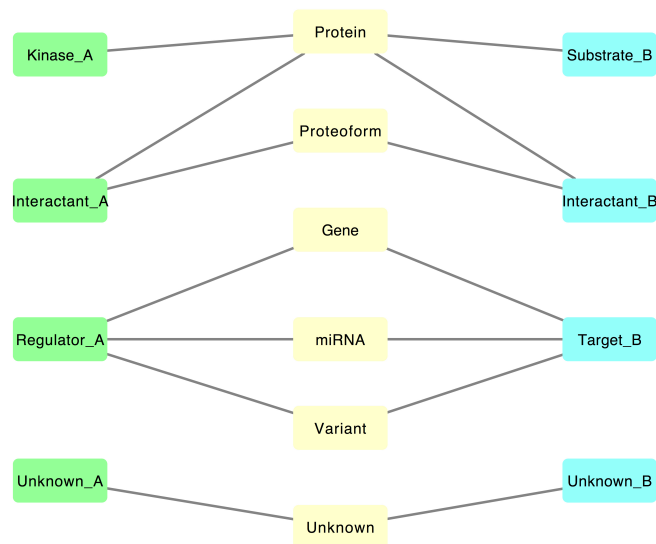 Protein
Kinase_A
Substrate_B
Proteoform
Interactant_A
Interactant_B
Gene
Regulator_A
miRNA
Target_B
Variant
Unknown_A
Unknown_B
Unknown